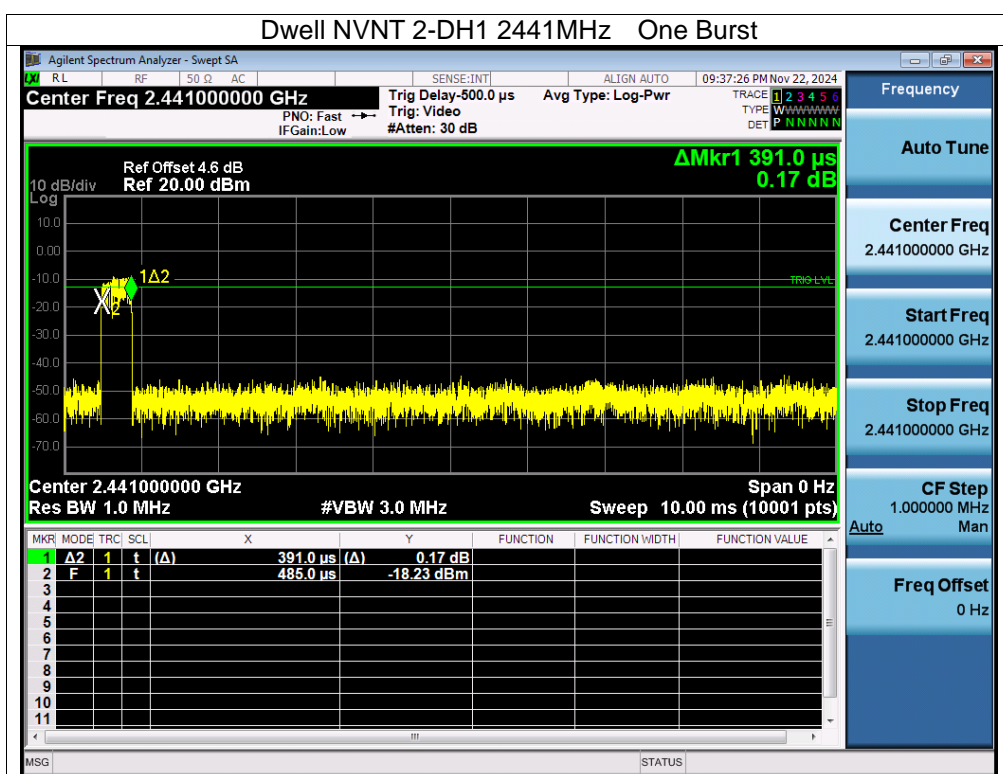 Dwell NVNT 2-DH1 2441MHz One Burst
Agilent Spectrum Analyzer - Swept SA
LXI RL RF 50 Ω AC SENSE:INT ALIGN AUTO 09:37:26 PM Nov 22, 2024
Center Freq 2.441000000 GHz Trig Delay-500.0 µs Avg Type: Log-Pwr TRACE 1 2 3 4 5 6
PNO: Fast Trig: Video TYPE WWWWWW
IFGain:Low #Atten: 30 dB DET P N N N N N
Ref Offset 4.6 dB ΔMkr1 391.0 µs
10 dB/div Ref 20.00 dBm 0.17 dB
Log
10.0
0.00
-10.0
-20.0
-30.0
-40.0
-50.0
-60.0
-70.0
1Δ2
2
TRIG LVL
Center 2.441000000 GHz Span 0 Hz
Res BW 1.0 MHz #VBW 3.0 MHz Sweep 10.00 ms (10001 pts)
MKR MODE TRC SCL X Y FUNCTION FUNCTION WIDTH FUNCTION VALUE
1 Δ2 1 t (Δ) 391.0 µs (Δ) 0.17 dB
2 F 1 t 485.0 µs -18.23 dBm
3
4
5
6
7
8
9
10
11
MSG STATUS
Frequency
Auto Tune
Center Freq
2.441000000 GHz
Start Freq
2.441000000 GHz
Stop Freq
2.441000000 GHz
CF Step
1.000000 MHz
Auto Man
Freq Offset
0 Hz